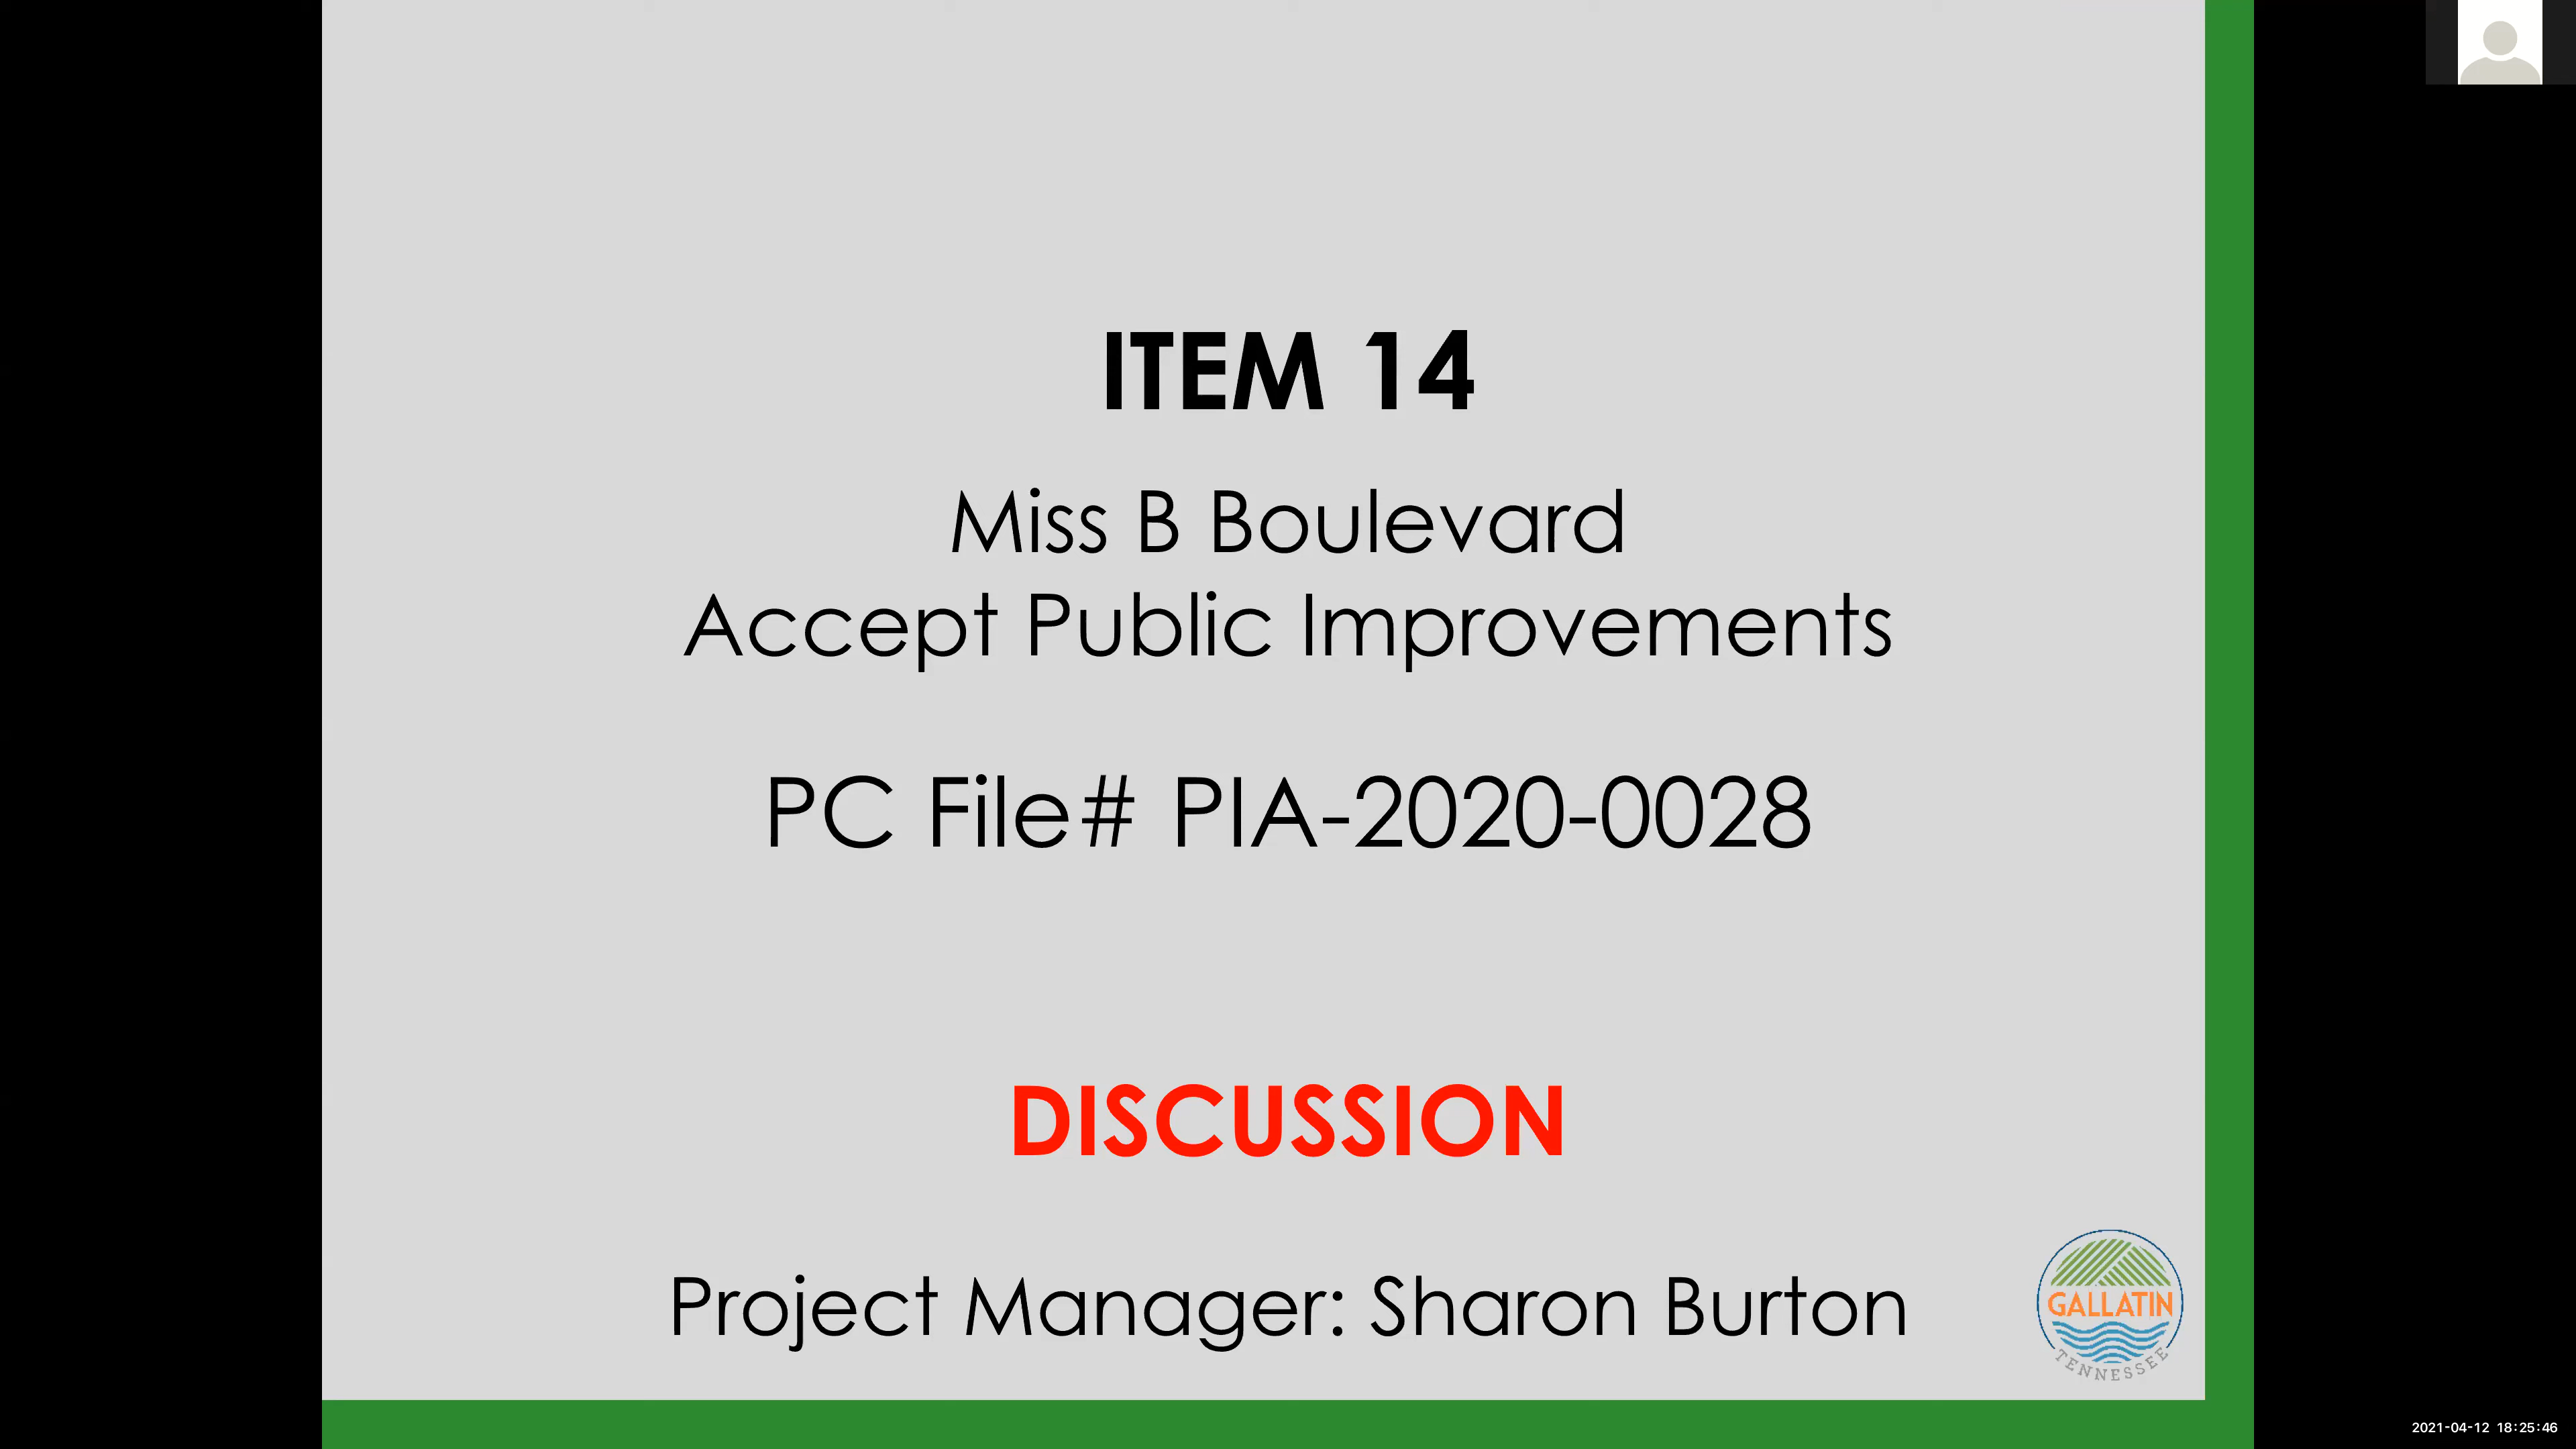 ITEM 14
Miss B Boulevard
Accept Public Improvements
PC File# PIA-2020-0028
DISCUSSION
Project Manager: Sharon Burton
GALLATIN
TENNESSEE
2021-04-12 18:25:46